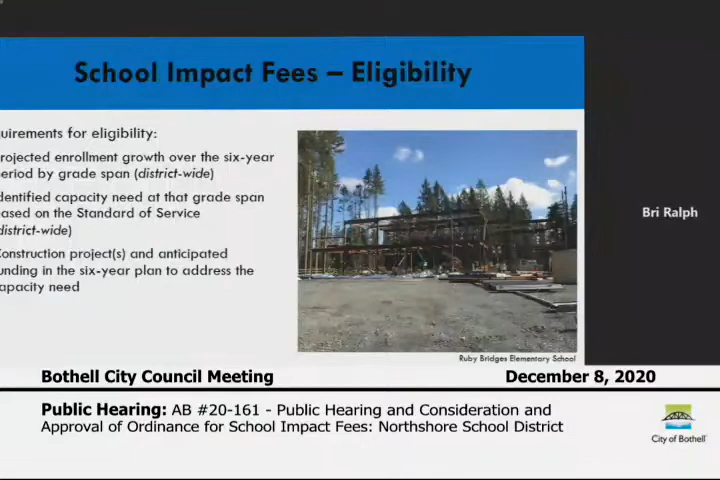 School Impact Fees – Eligibility
quirements for eligibility:
rojected enrollment growth over the six-year
eriod by grade span (district-wide)
dentified capacity need at that grade span
ased on the Standard of Service
district-wide)
Construction project(s) and anticipated
unding in the six-year plan to address the
apacity need
Ruby Bridges Elementary School
Bri Ralph
Bothell City Council Meeting
December 8, 2020
Public Hearing: AB #20-161 - Public Hearing and Consideration and
Approval of Ordinance for School Impact Fees: Northshore School District
City of Bothell